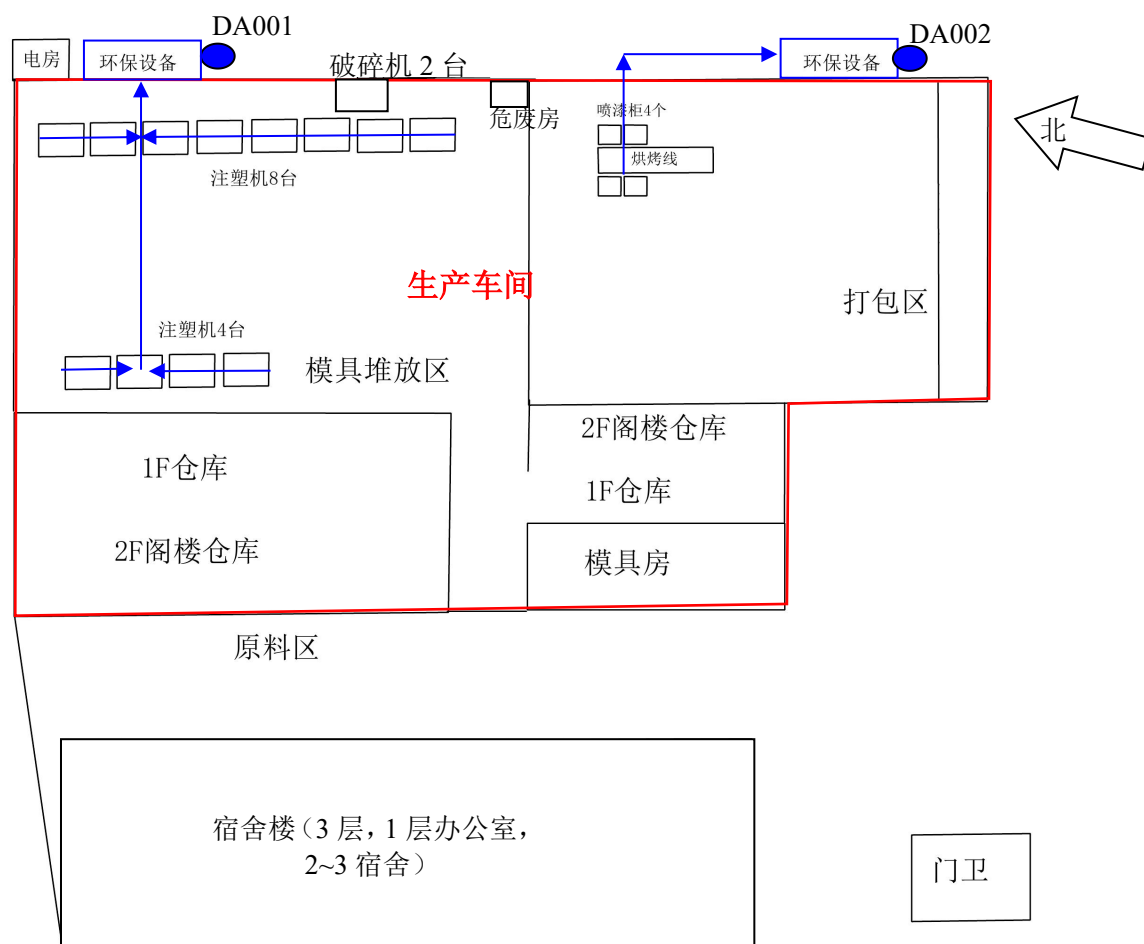 DA001
DA002
电房
环保设备
破碎机 2 台
环保设备
危废房
喷漆柜4个
北
烘烤线
注塑机8台
生产车间
打包区
注塑机4台
模具堆放区
2F阁楼仓库
1F仓库
1F仓库
2F阁楼仓库
模具房
原料区
宿舍楼（3 层，1 层办公室，
2~3 宿舍）
门卫